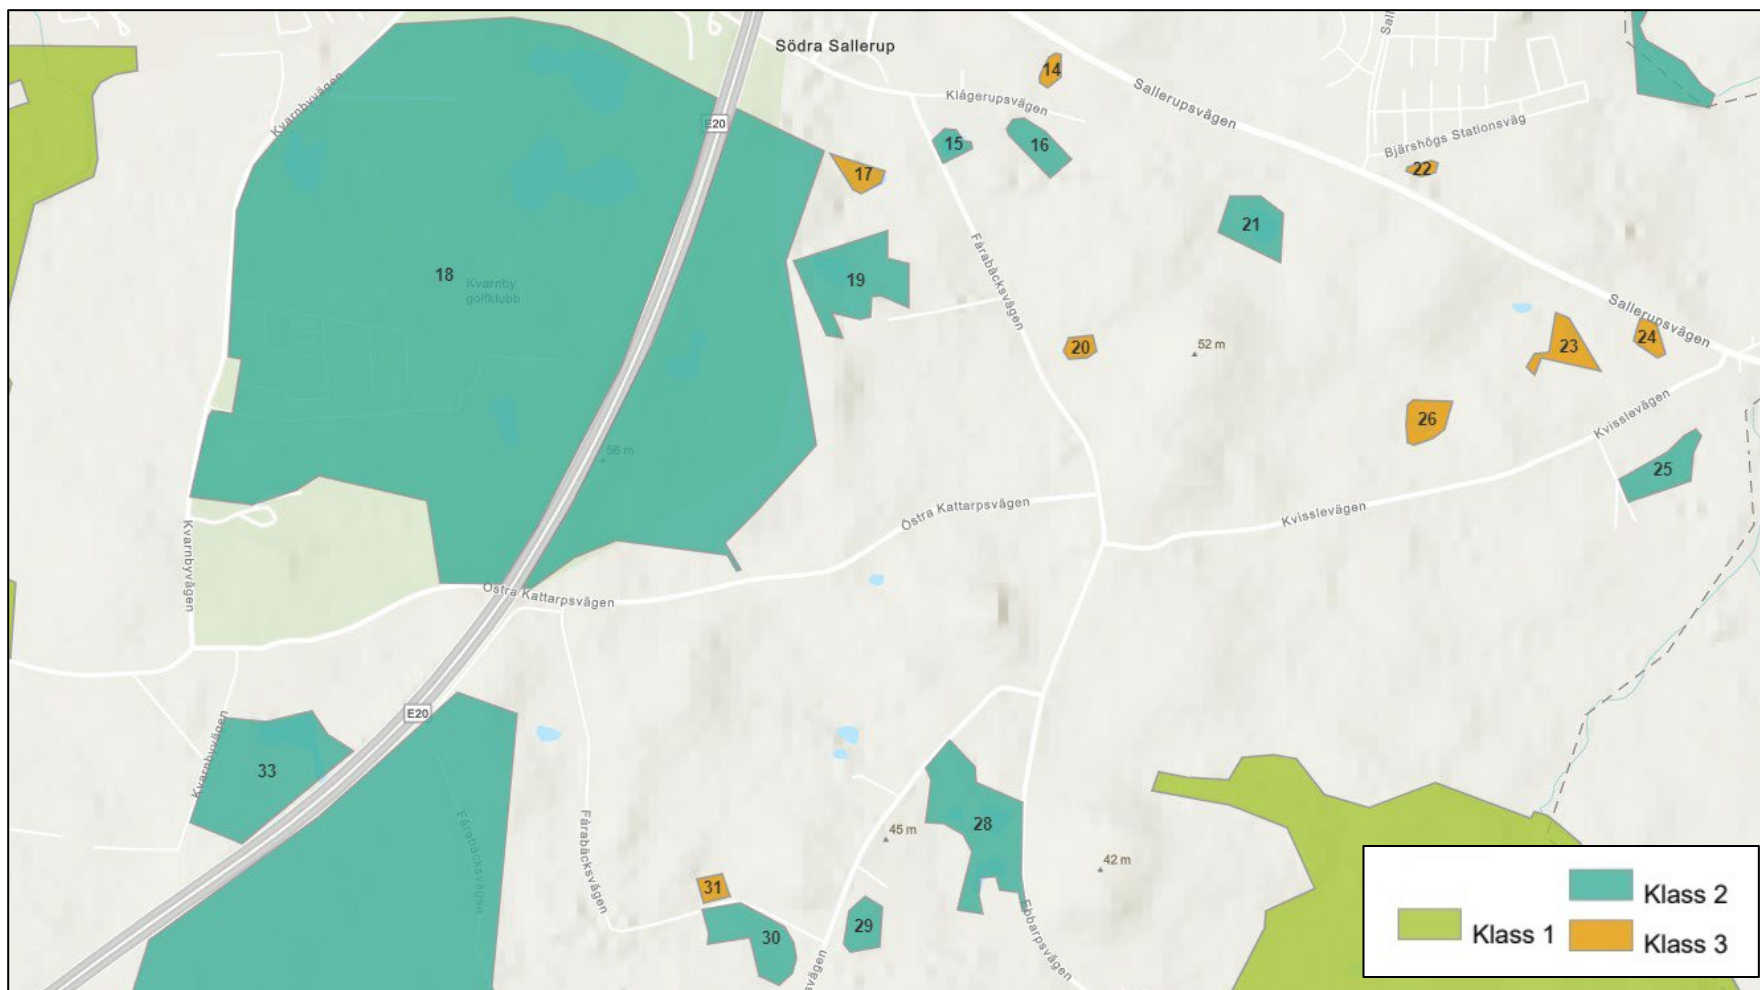 Södra Sallerup
Sall
14
Sallerupsvägen
Klågerupsvägen
Kvarnbyvägen
E20
15
16
Bjärshögs Stationsväg
17
22
21
18
Kvarnby
golfklubb
19
Fårabäcksvägen
Sallerupsvägen
20
52 m
23
24
26
Kvisslevägen
56 m
25
Östra Kattarpsvägen
Kvisslevägen
Kvarnbyvägen
Östra Kattarpsvägen
E20
Kvarnbyvägen
33
Fårabäcksvägen
Fårabäcksvägen
45 m
28
42 m
31
30
29
Ebbarpsvägen
svägen
Klass 1
Klass 2
Klass 3